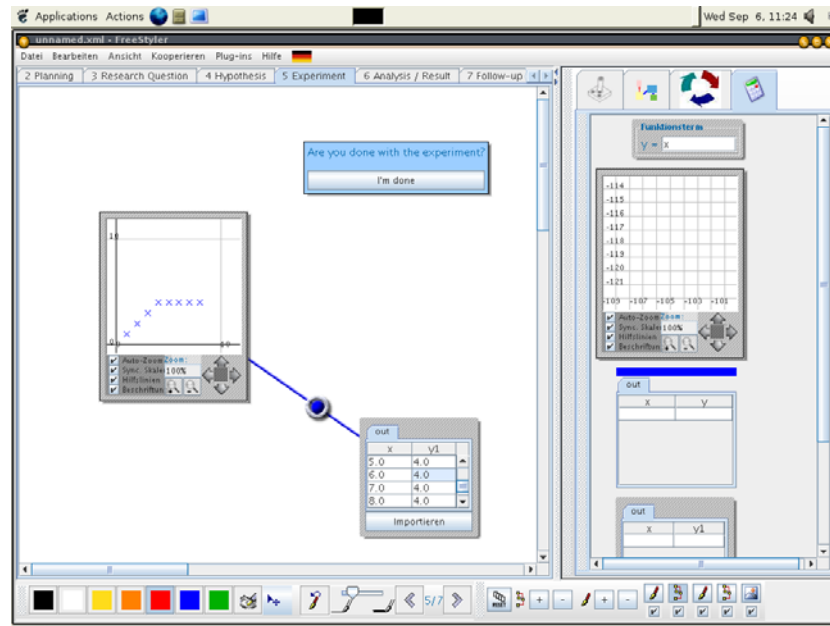 Applications Actions
Wed Sep 6, 11:24
unnamed.xml - FreeStyler
Datei Bearbeiten Ansicht Kooperieren Plug-ins Hilfe
2 Planning 3 Research Question 4 Hypothesis 5 Experiment 6 Analysis / Result 7 Follow-up
Are you done with the experiment?
I'm done
Auto-Zoom Zoom:
Sync. Skale 100%
Hilfslinien
Beschriftun
out
x y1
5.0 4.0
6.0 4.0
7.0 4.0
8.0 4.0
Importieren
Funktionsterm
y = x
-114
-115
-116
-117
-118
-119
-120
-121
-109 -107 -105 -103 -101
Auto-Zoom Zoom:
Sync. Skale 100%
Hilfslinien
Beschriftun
out
x y
out
x y1
5/7